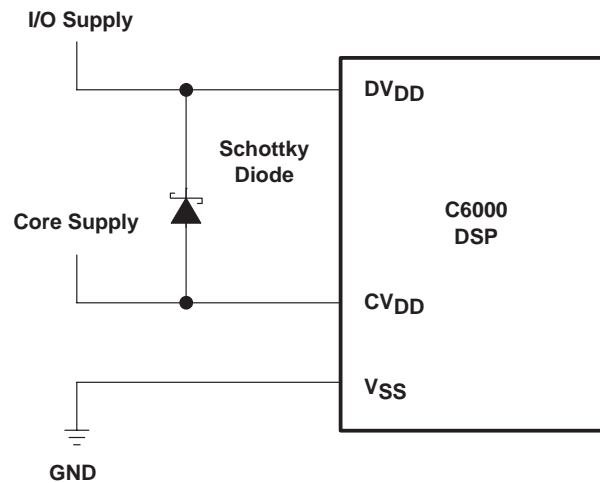 I/O Supply
DVDD
Schottky
Diode
C6000
DSP
Core Supply
CVDD
VSS
GND